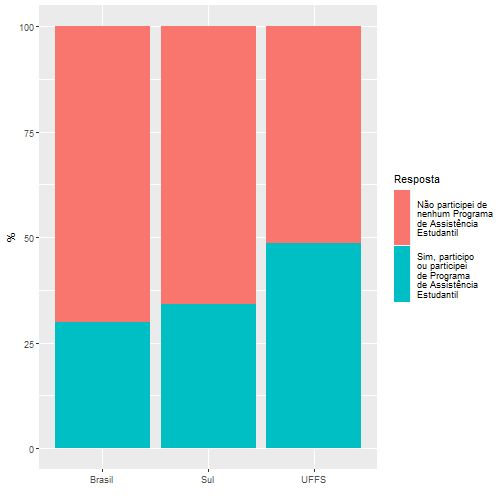 100
75
50
25
0
%
Brasil
Sul
UFFS
Resposta
Não participei de
nenhum Programa
de Assistência
Estudantil
Sim, participo
ou participei
de Programa
de Assistência
Estudantil